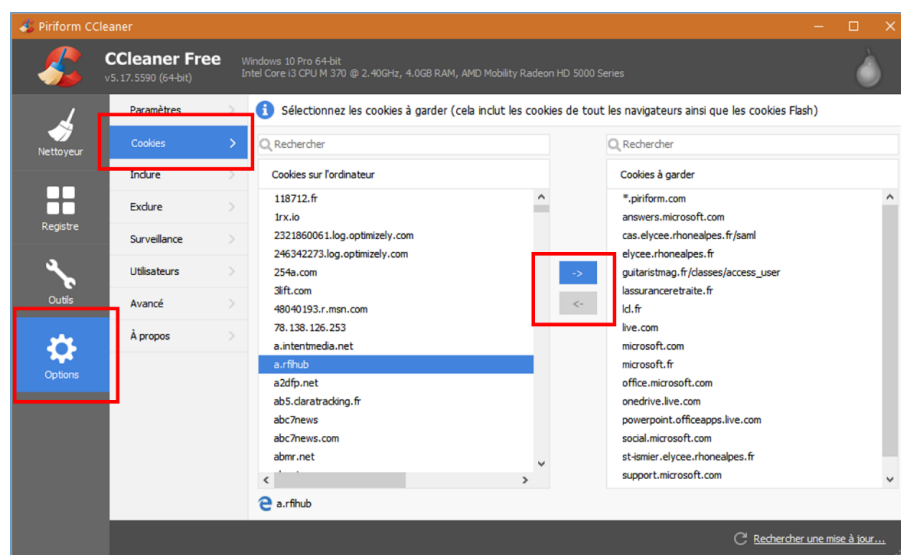 Piriform CCleaner
CCleaner Free
v5.17.5590 (64-bit)
Windows 10 Pro 64-bit
Intel Core i3 CPU M 370 @ 2.40GHz, 4.0GB RAM, AMD Mobility Radeon HD 5000 Series
Nettoyeur
Registre
Outils
Options
Paramètres
Cookies
Inclure
Exclure
Surveillance
Utilisateurs
Avancé
À propos
Sélectionnez les cookies à garder (cela inclut les cookies de tout les navigateurs ainsi que les cookies Flash)
Rechercher
Cookies sur l'ordinateur
118712.fr
1rx.io
2321860061.log.optimizely.com
246342273.log.optimizely.com
254a.com
3lift.com
48040193.r.msn.com
78.138.126.253
a.intentmedia.net
a.rfihub
a2dfp.net
ab5.claratracking.fr
abc7news
abc7news.com
abmr.net
a.rfihub
->
<-
Rechercher
Cookies à garder
*.piriform.com
answers.microsoft.com
cas.elycee.rhonealpes.fr/saml
elycee.rhonealpes.fr
guitaristmag.fr/classes/access_user
lassuranceretraite.fr
lcl.fr
live.com
microsoft.com
microsoft.fr
office.microsoft.com
onedrive.live.com
powerpoint.officeapps.live.com
social.microsoft.com
st-ismier.elycee.rhonealpes.fr
support.microsoft.com
Rechercher une mise à jour...